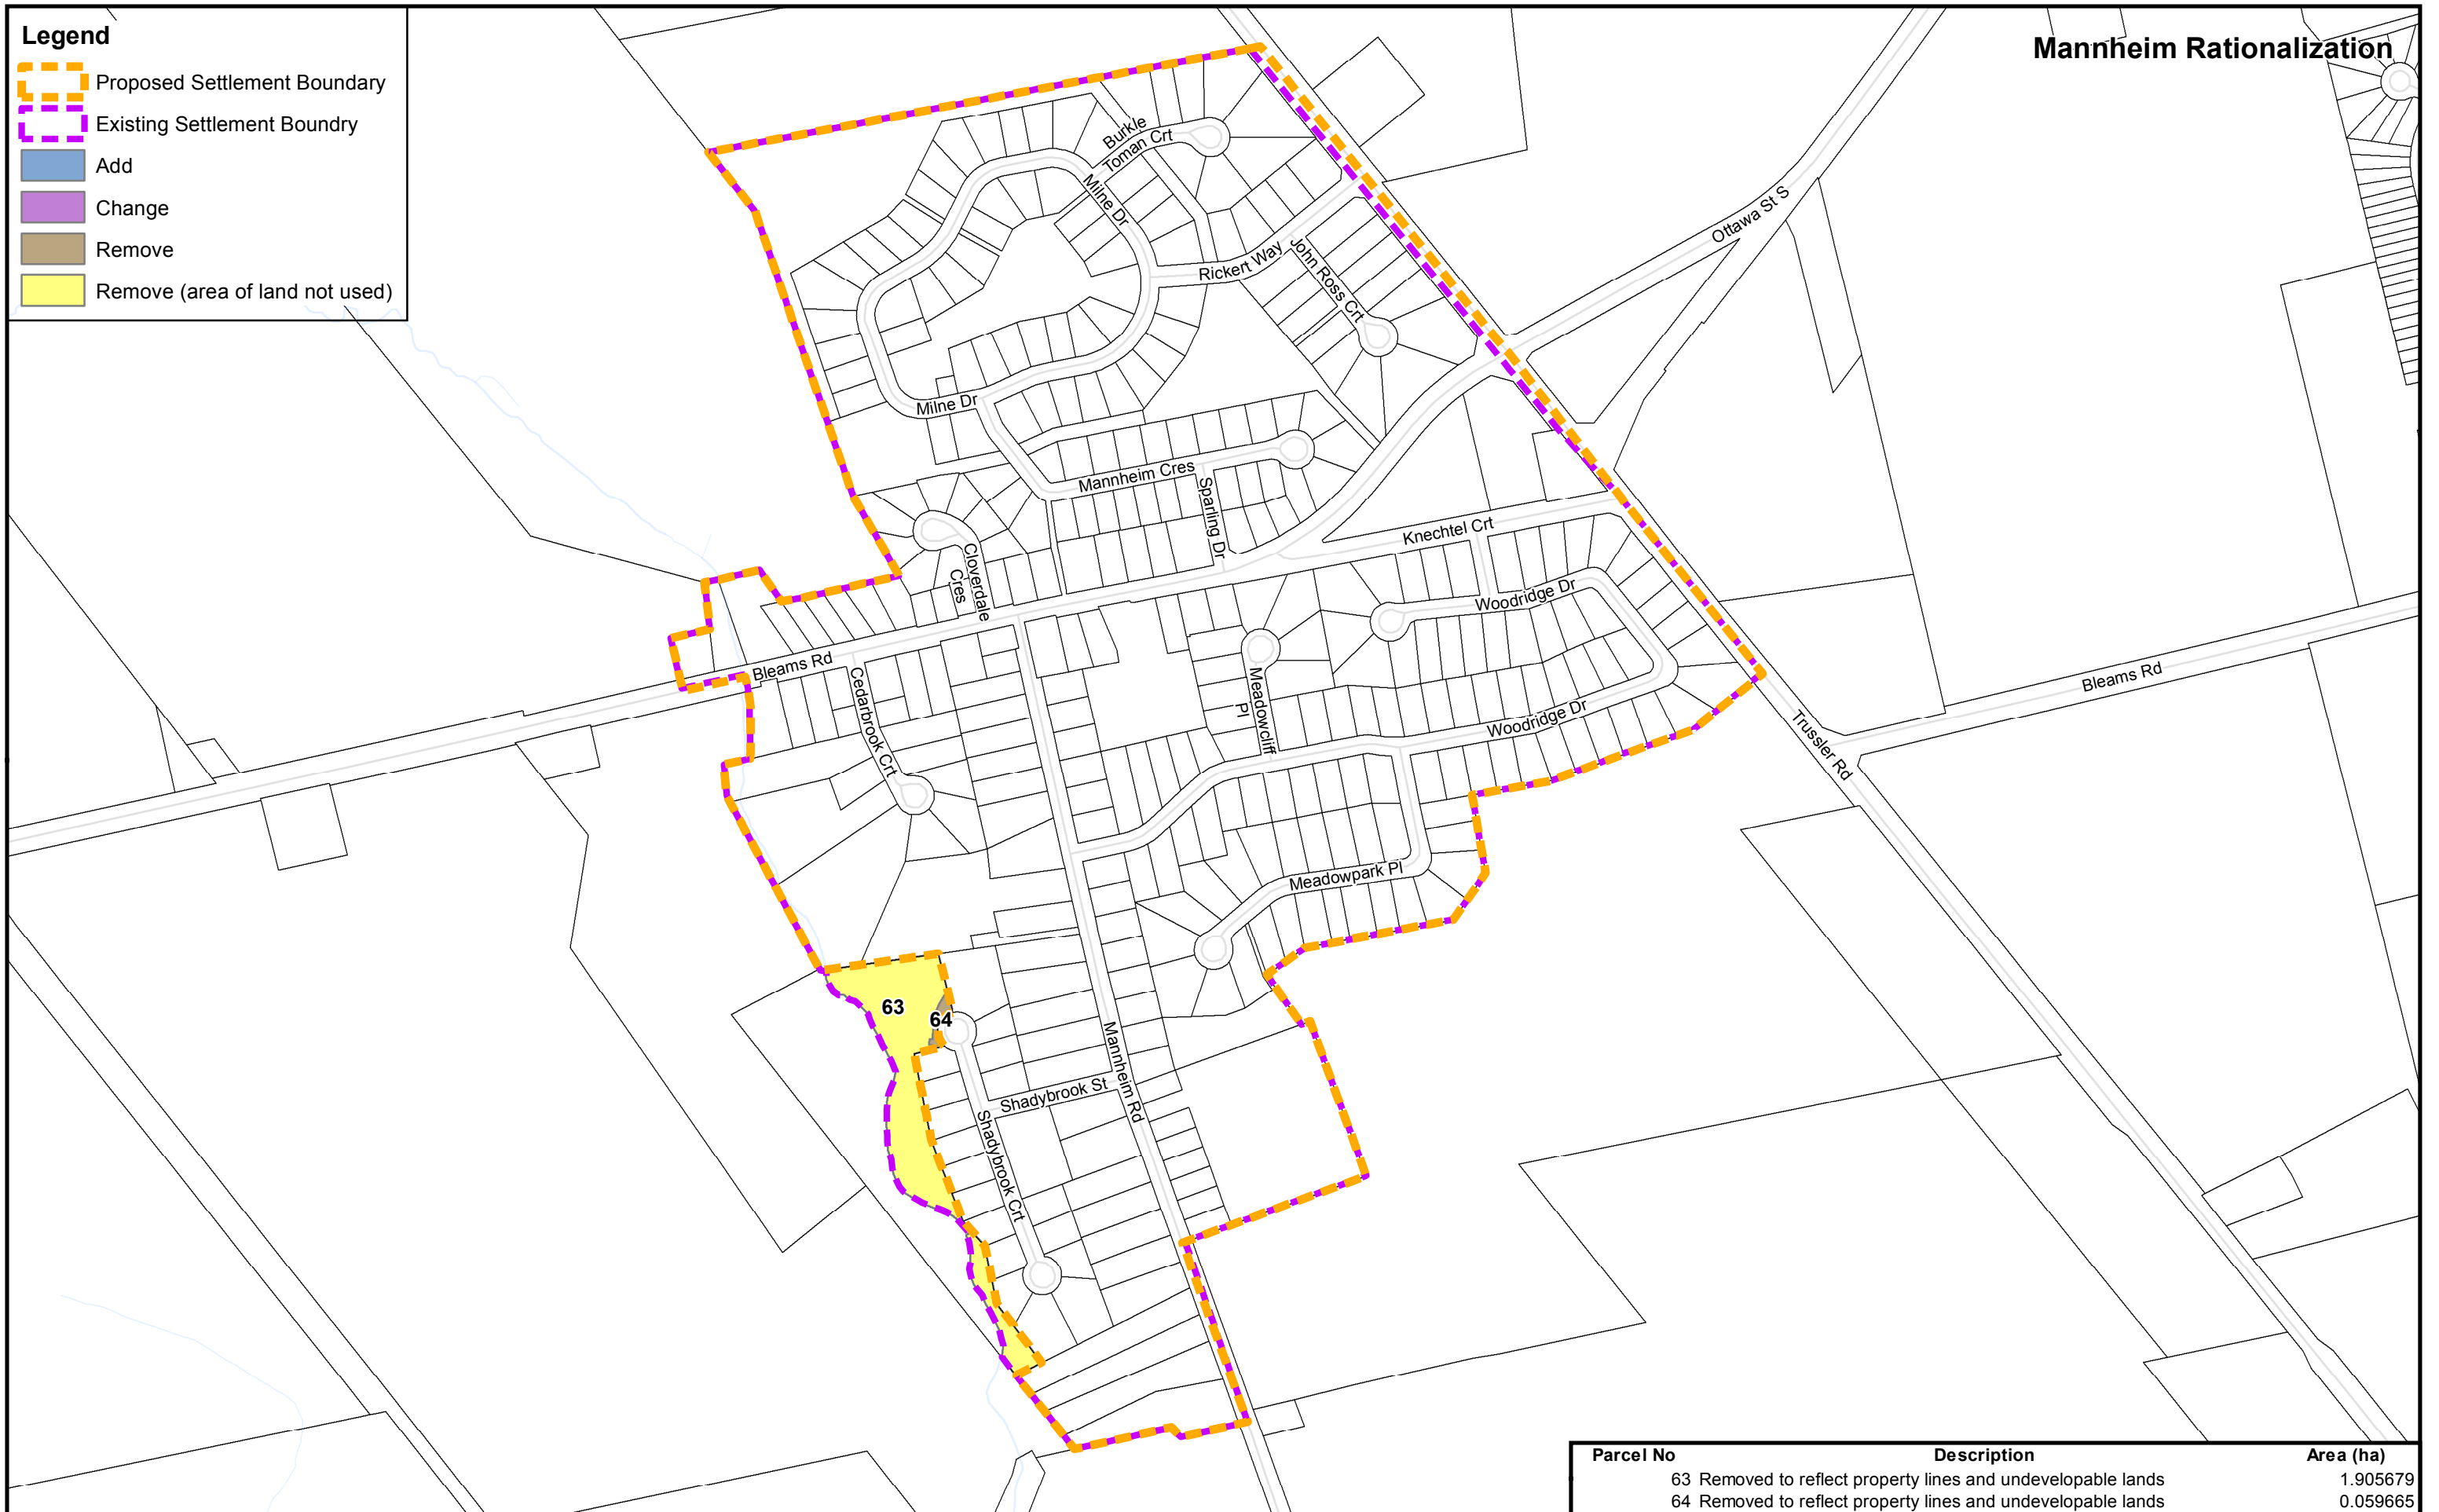 Legend
Proposed Settlement Boundary
Existing Settlement Boundry
Add
Change
Remove
Remove (area of land not used)
Mannheim Rationalization
Burkle
Toman Crt
Milne Dr
Ottawa St S
Rickert Way
John Ross Crt
Milne Dr
Mannheim Cres
Sparling Dr
Knechtel Crt
Cloverdale
Cres
Woodridge Dr
Bleams Rd
Cedarbrook Crt
Meadowcliff
Pl
Woodridge Dr
Bleams Rd
Trussler Rd
Meadowpark Pl
63
64
Mannheim Rd
Shadybrook St
Shadybrook Crt
Parcel No Description Area (ha)
63 Removed to reflect property lines and undevelopable lands 1.905679
64 Removed to reflect property lines and undevelopable lands 0.059665